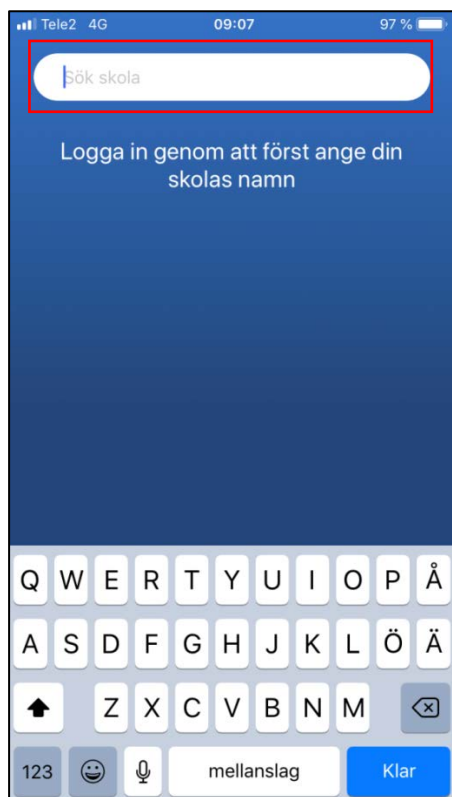 Tele2 4G 09:07 97 %
Sök skola
Logga in genom att först ange din
skolas namn
Q W E R T Y U I O P Å
A S D F G H J K L Ö Ä
Z X C V B N M
123 mellanslag Klar